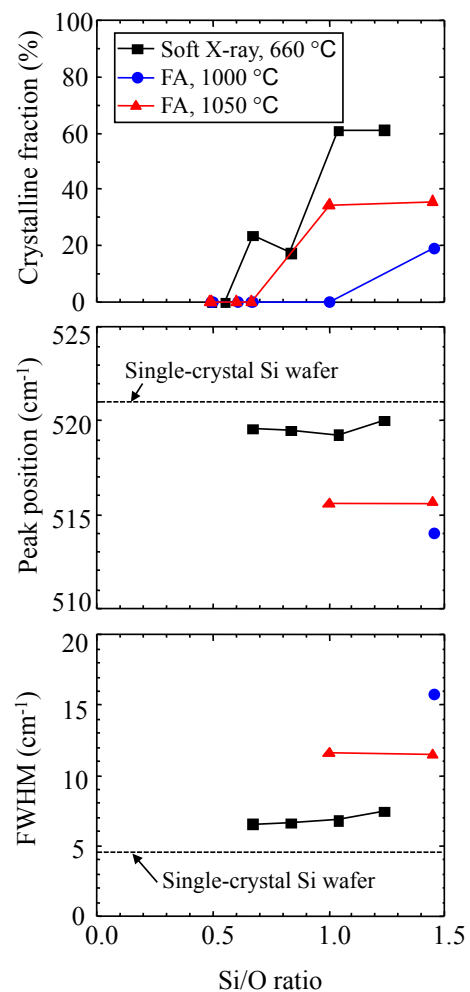 100
80
60
40
20
0
Crystalline fraction (%)
Soft X-ray, 660 °C
FA, 1000 °C
FA, 1050 °C
525
520
515
510
Peak position (cm-1)
Single-crystal Si wafer
20
15
10
5
0
FWHM (cm-1)
Single-crystal Si wafer
0.0 0.5 1.0 1.5
Si/O ratio